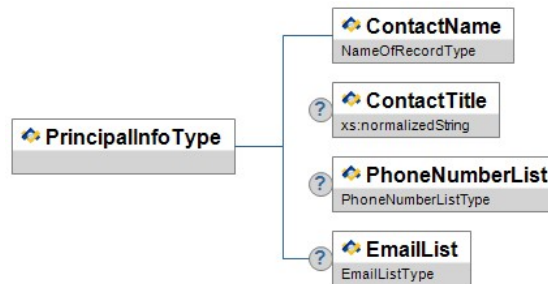 ContactName
NameOfRecordType
?
ContactTitle
xs:normalizedString
PrincipalInfoType
?
PhoneNumberList
PhoneNumberListType
?
EmailList
EmailListType